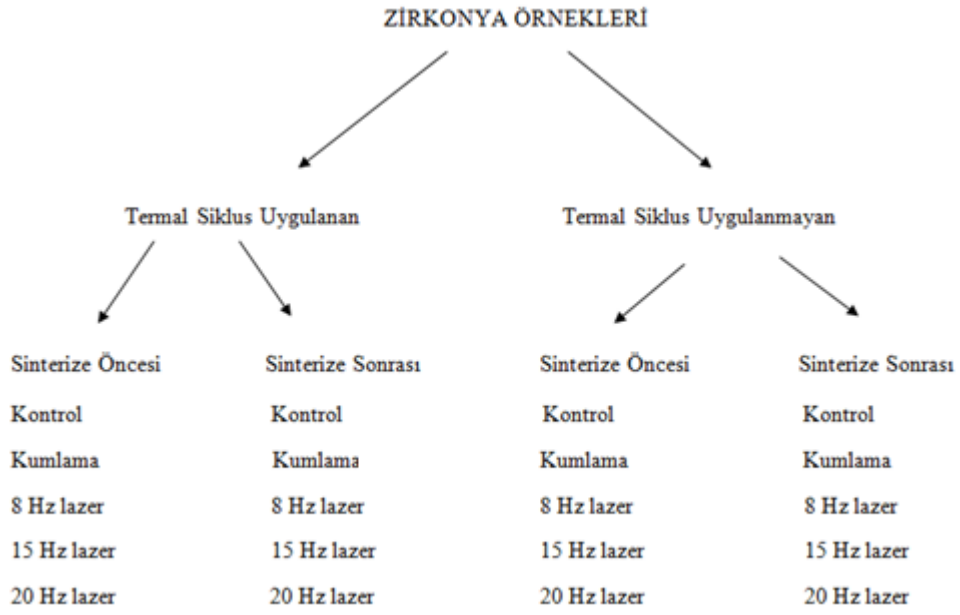 ZİRKONYA ÖRNEKLERİ
Termal Siklus Uygulanan
Termal Siklus Uygulanmayan
Sinterize Öncesi
Kontrol
Kumlama
8 Hz lazer
15 Hz lazer
20 Hz lazer
Sinterize Sonrası
Kontrol
Kumlama
8 Hz lazer
15 Hz lazer
20 Hz lazer
Sinterize Öncesi
Kontrol
Kumlama
8 Hz lazer
15 Hz lazer
20 Hz lazer
Sinterize Sonrası
Kontrol
Kumlama
8 Hz lazer
15 Hz lazer
20 Hz lazer